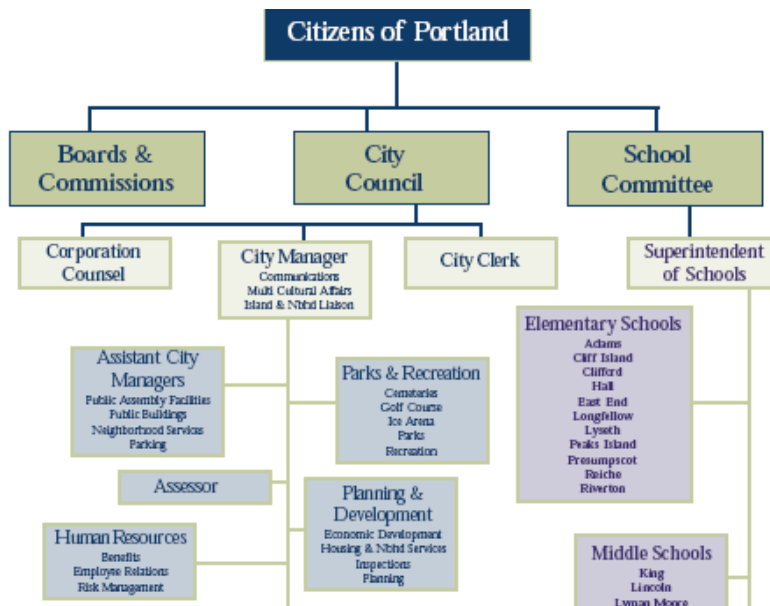 Citizens of Portland
Boards &
Commissions
City
Council
School
Committee
Corporation
Counsel
City Manager
Communications
Multi Cultural Affairs
Island & Nbhd Liaison
City Clerk
Superintendent
of Schools
Assistant City
Managers
Public Assembly Facilities
Public Buildings
Neighborhood Services
Parking
Parks & Recreation
Cemeteries
Golf Course
Ice Arena
Parks
Recreation
Elementary Schools
Adams
Cliff Island
Clifford
Hall
East End
Longfellow
Lyseth
Peaks Island
Presumpscot
Reiche
Riverton
Assessor
Planning &
Development
Economic Development
Housing & Nbhd Services
Inspections
Planning
Human Resources
Benefits
Employee Relations
Risk Management
Middle Schools
King
Lincoln
Lyman Moore